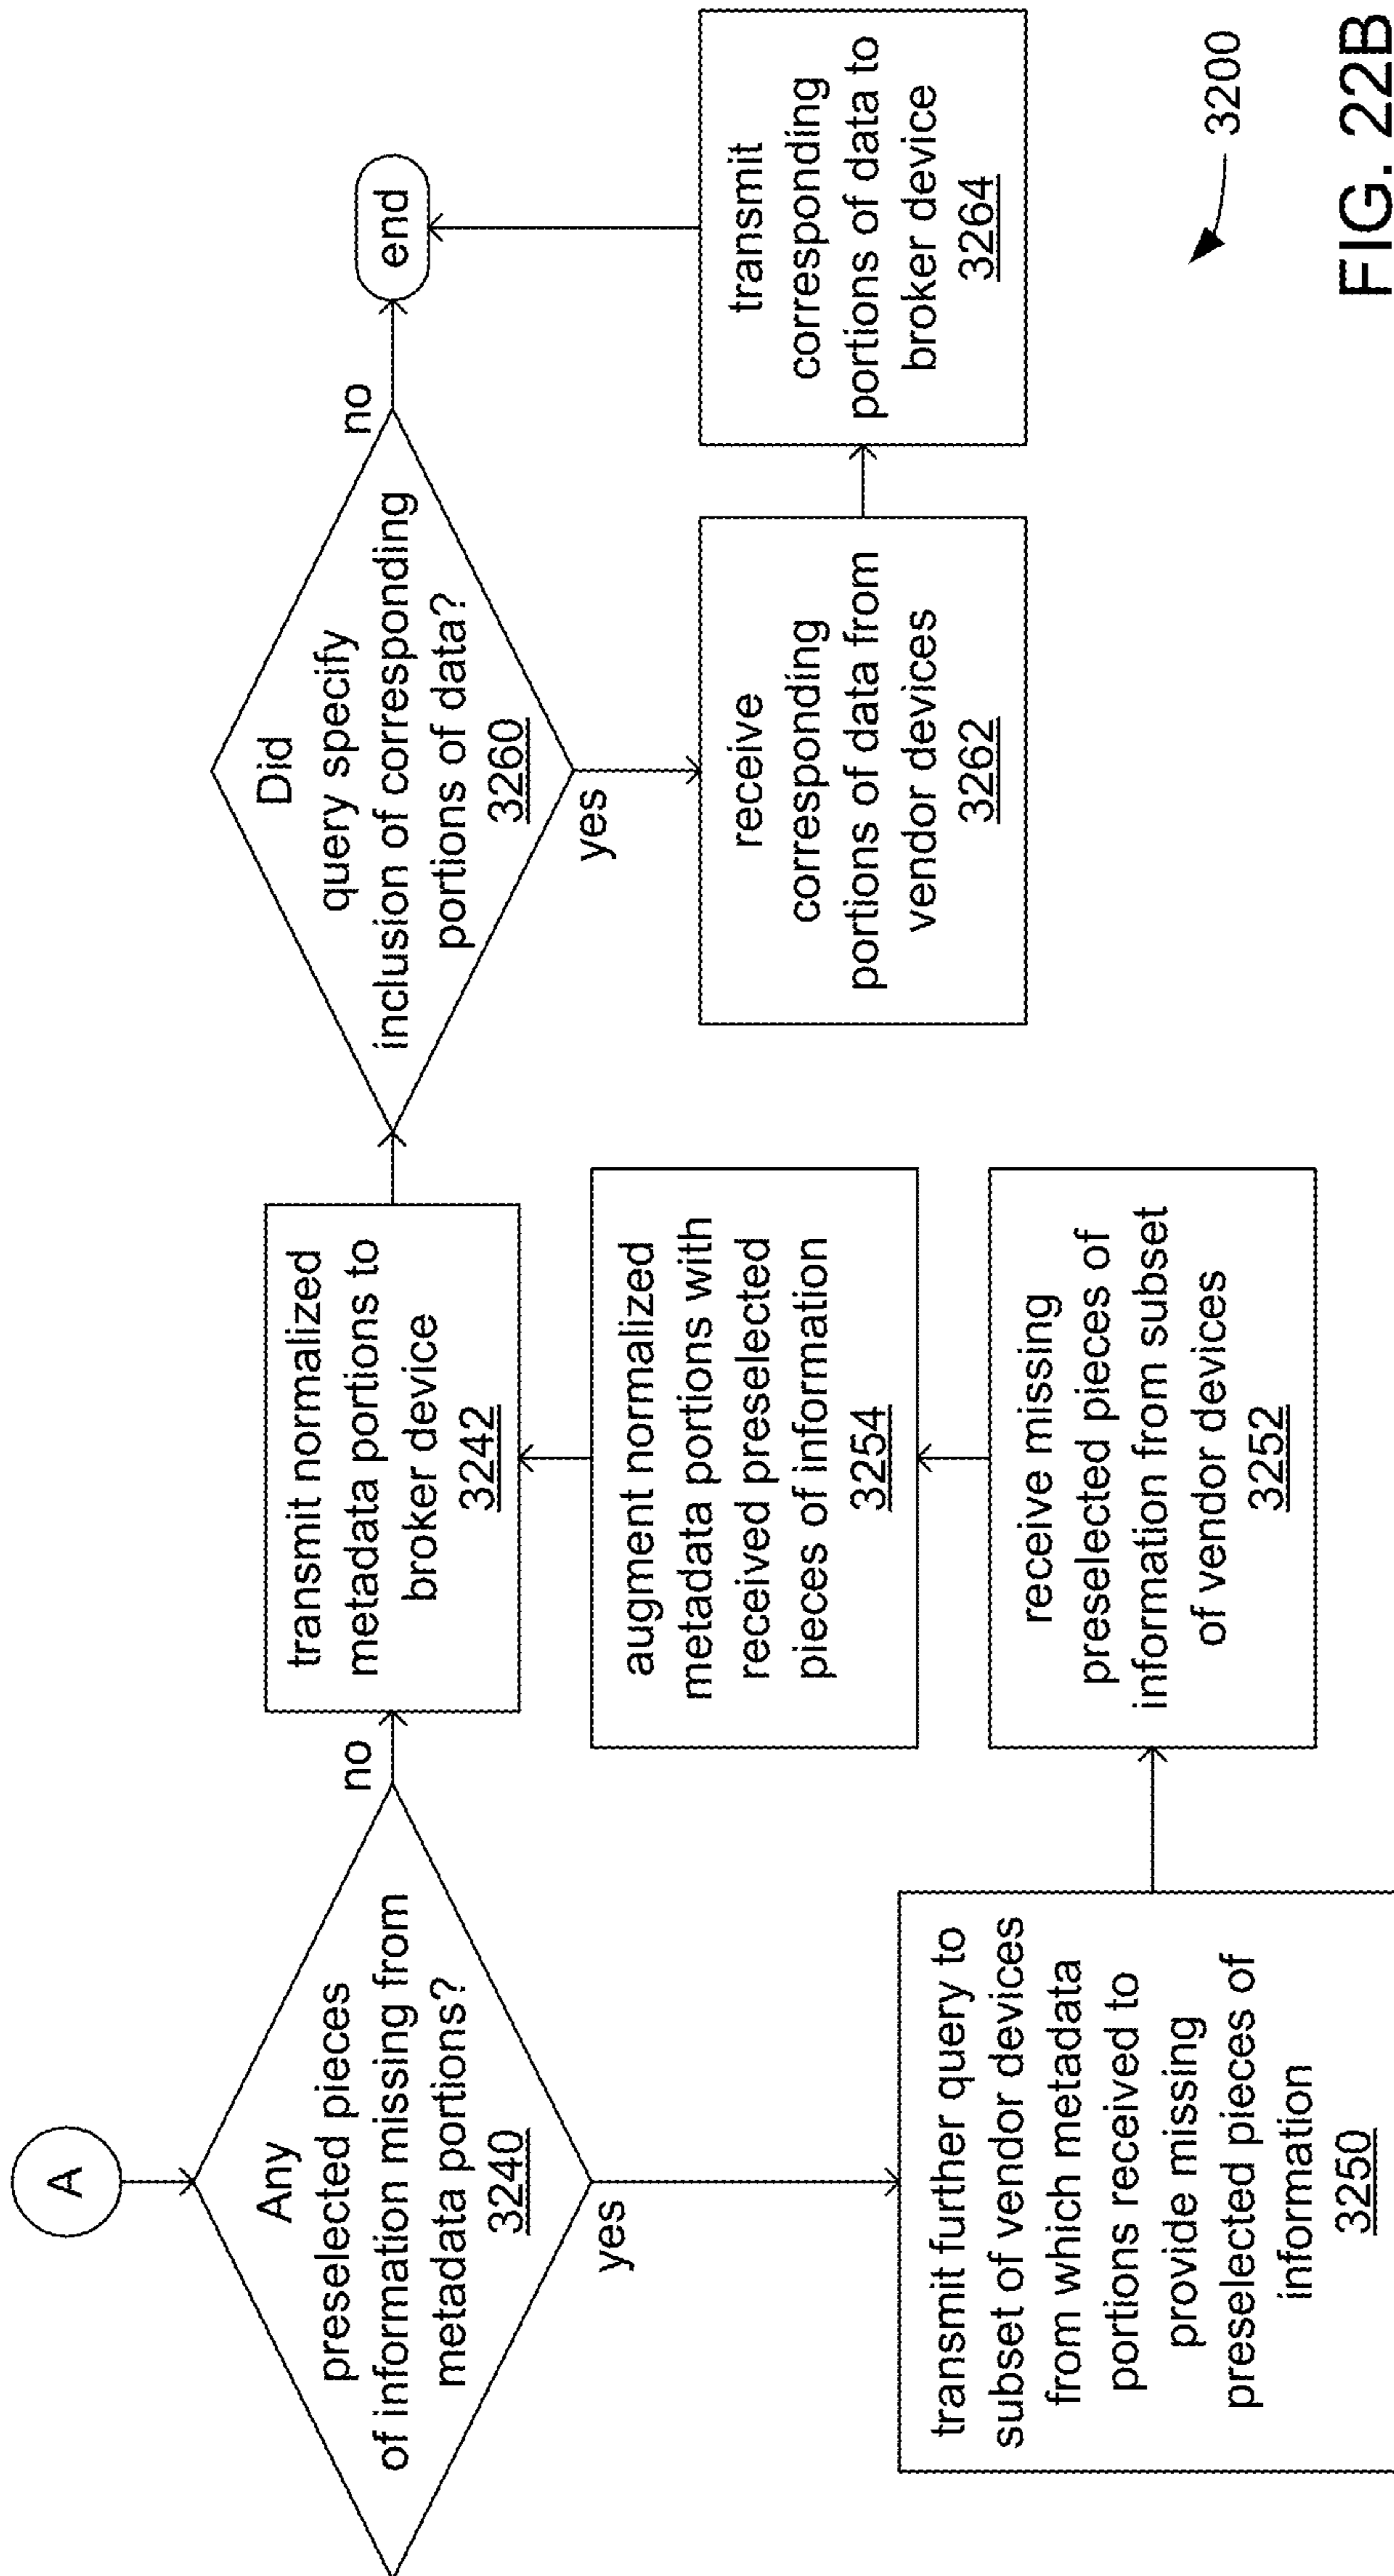 A
Any
preselected pieces
of information missing from
metadata portions?
3240
no
yes
transmit normalized
metadata portions to
broker device
3242
transmit further query to
subset of vendor devices
from which metadata
portions received to
provide missing
preselected pieces of
information
3250
receive missing
preselected pieces of
information from subset
of vendor devices
3252
augment normalized
metadata portions with
received preselected
pieces of information
3254
Did
query specify
inclusion of corresponding
portions of data?
3260
no
yes
end
receive
corresponding
portions of data from
vendor devices
3262
transmit
corresponding
portions of data to
broker device
3264
3200
FIG. 22B